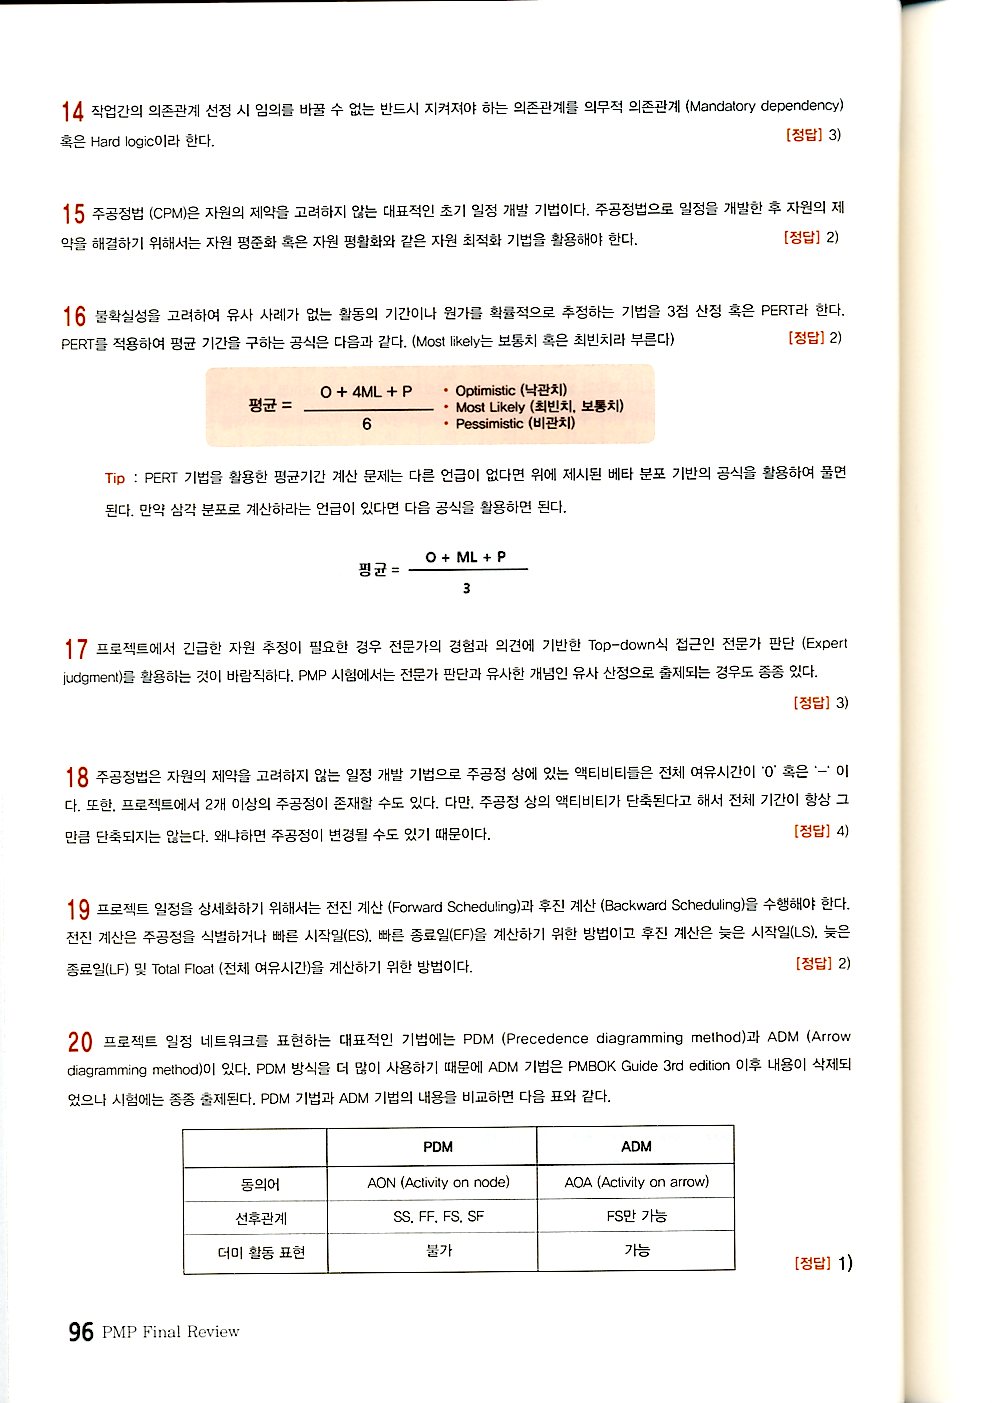 14 작업간의 의존관계 선정 시 임의를 바꿀 수 없는 반드시 지켜져야 하는 의존관계를 의무적 의존관계 (Mandatory dependency)
혹은 Hard logic이라 한다. [정답] 3)
15 주공정법 (CPM)은 자원의 제약을 고려하지 않는 대표적인 초기 일정 개발 기법이다. 주공정법으로 일정을 개발한 후 자원의 제
약을 해결하기 위해서는 자원 평준화 혹은 자원 평활화와 같은 자원 최적화 기법을 활용해야 한다. [정답] 2)
16 불확실성을 고려하여 유사 사례가 없는 활동의 기간이나 원가를 확률적으로 추정하는 기법을 3점 산정 혹은 PERT라 한다.
PERT를 적용하여 평균 기간을 구하는 공식은 다음과 같다. (Most likely는 보통치 혹은 최빈치라 부른다) [정답] 2)
평균 = O + 4ML + P
6
• Optimistic (낙관치)
• Most Likely (최빈치, 보통치)
• Pessimistic (비관치)
Tip : PERT 기법을 활용한 평균기간 계산 문제는 다른 언급이 없다면 위에 제시된 베타 분포 기반의 공식을 활용하여 풀면
된다. 만약 삼각 분포로 계산하라는 언급이 있다면 다음 공식을 활용하면 된다.
평균 = O + ML + P
3
17 프로젝트에서 긴급한 자원 추정이 필요한 경우 전문가의 경험과 의견에 기반한 Top-down식 접근인 전문가 판단 (Expert
judgment)를 활용하는 것이 바람직하다. PMP 시험에서는 전문가 판단과 유사한 개념인 유사 산정으로 출제되는 경우도 종종 있다.
[정답] 3)
18 주공정법은 자원의 제약을 고려하지 않는 일정 개발 기법으로 주공정 상에 있는 액티비티들은 전체 여유시간이 '0' 혹은 '-' 이
다. 또한, 프로젝트에서 2개 이상의 주공정이 존재할 수도 있다. 다만, 주공정 상의 액티비티가 단축된다고 해서 전체 기간이 항상 그
만큼 단축되지는 않는다. 왜냐하면 주공정이 변경될 수도 있기 때문이다. [정답] 4)
19 프로젝트 일정을 상세화하기 위해서는 전진 계산 (Forward Scheduling)과 후진 계산 (Backward Scheduling)을 수행해야 한다.
전진 계산은 주공정을 식별하거나 빠른 시작일(ES), 빠른 종료일(EF)을 계산하기 위한 방법이고 후진 계산은 늦은 시작일(LS), 늦은
종료일(LF) 및 Total Float (전체 여유시간)을 계산하기 위한 방법이다. [정답] 2)
20 프로젝트 일정 네트워크를 표현하는 대표적인 기법에는 PDM (Precedence diagramming method)과 ADM (Arrow
diagramming method)이 있다. PDM 방식을 더 많이 사용하기 때문에 ADM 기법은 PMBOK Guide 3rd edition 이후 내용이 삭제되
었으나 시험에는 종종 출제된다. PDM 기법과 ADM 기법의 내용을 비교하면 다음 표와 같다.
PDM ADM
동의어 AON (Activity on node) AOA (Activity on arrow)
선후관계 SS, FF, FS, SF FS만 가능
더미 활동 표현 불가 가능
[정답] 1)
96 PMP Final Review